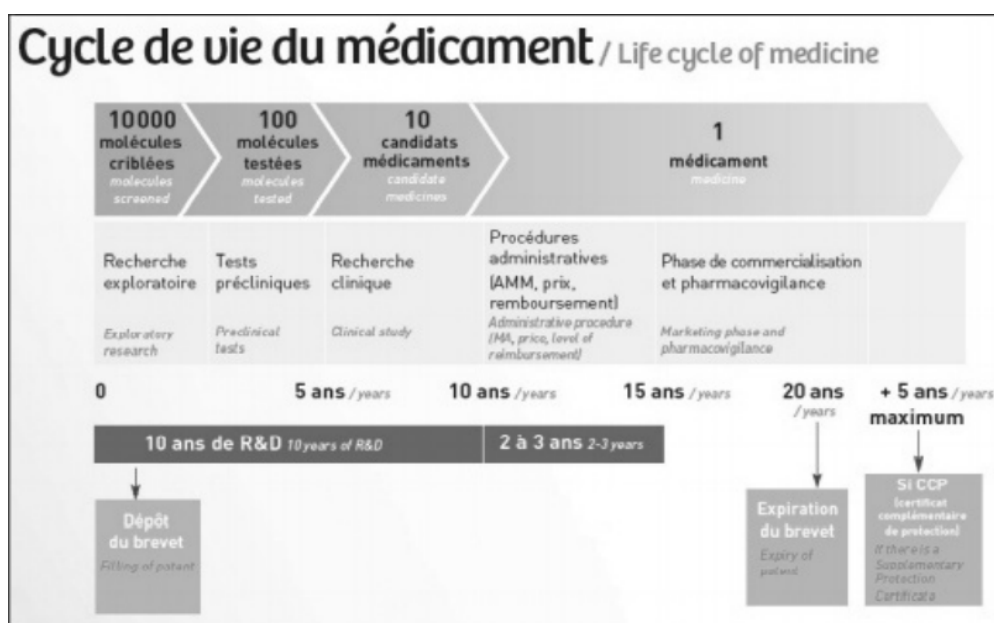 Cycle de vie du médicament / Life cycle of medicine
10 000
molécules
criblées
molecules
screened
100
molécules
testées
molecules
tested
10
candidats
médicaments
candidate
medicines
1
médicament
medicine
Recherche
exploratoire
Exploratory
research
Tests
précliniques
Preclinical
tests
Recherche
clinique
Clinical study
Procédures
administratives
(AMM, prix,
remboursement)
Administrative procedure
(MA, price, level of
reimbursement)
Phase de commercialisation
et pharmacovigilance
Marketing phase and
pharmacovigilance
0
5 ans / years
10 ans / years
15 ans / years
20 ans
/ years
+ 5 ans / years
maximum
10 ans de R&D 10 years of R&D
2 à 3 ans 2-3 years
Dépôt
du brevet
Filling of patent
Expiration
du brevet
Expiry of
patent
Si CCP
(certificat
complémentaire
de protection)
If there is a
Supplementary
Protection
Certificate